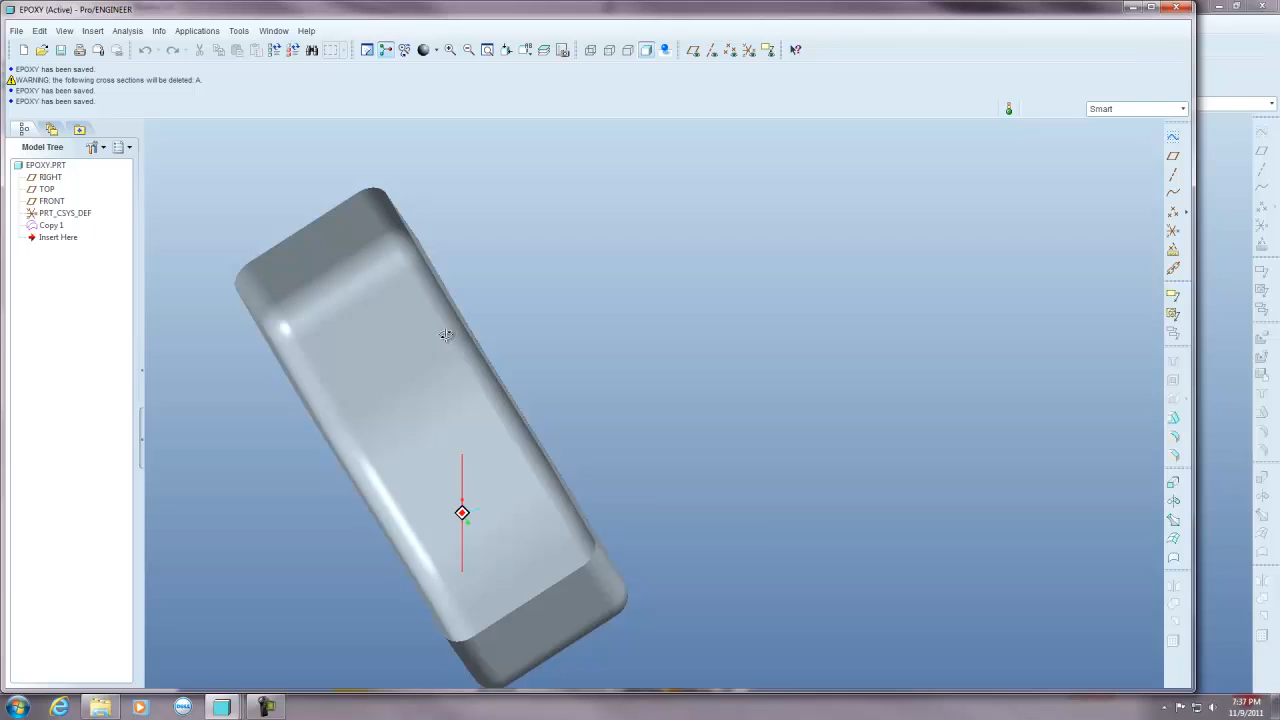 EPOXY (Active) - Pro/ENGINEER
File Edit View Insert Analysis Info Applications Tools Window Help
EPOXY has been saved.
WARNING: the following cross sections will be deleted: A.
EPOXY has been saved.
EPOXY has been saved.
Smart
Model Tree
EPOXY.PRT
RIGHT
TOP
FRONT
PRT_CSYS_DEF
Copy 1
Insert Here
DELL
7:37 PM
11/9/2011